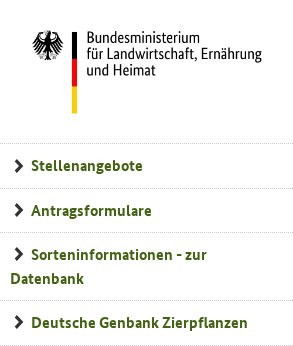 Bundesministerium
für Landwirtschaft, Ernährung
und Heimat
Stellenangebote
Antragsformulare
Sorteninformationen - zur
Datenbank
Deutsche Genbank Zierpflanzen